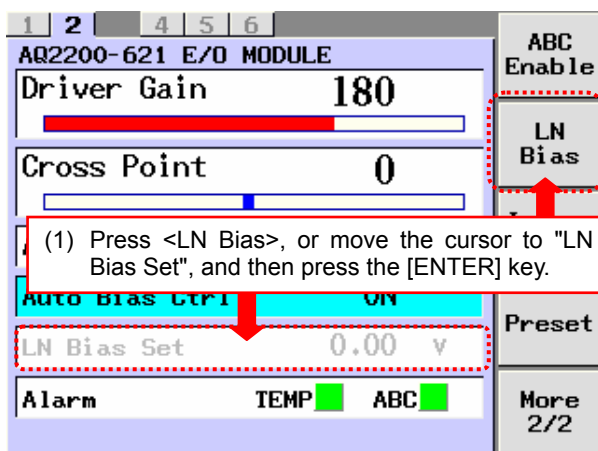 1 2 4 5 6
AQ2200-621 E/O MODULE
Driver Gain 180
Cross Point 0
(1) Press <LN Bias>, or move the cursor to "LN
Bias Set", and then press the [ENTER] key.
Auto Bias Ctrl ON
LN Bias Set 0.00 V
Alarm TEMP ABC
ABC
Enable
LN
Bias
Preset
More
2/2